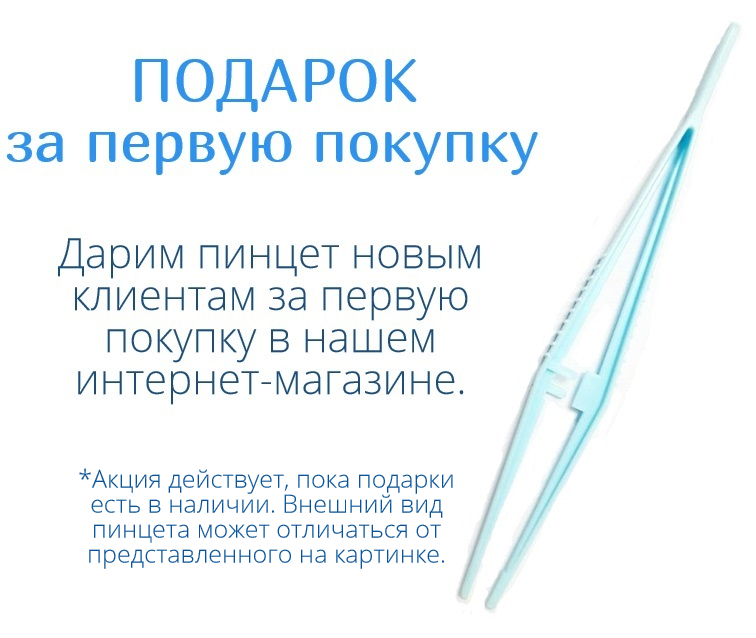 ПОДАРОК
за первую покупку
Дарим пинцет новым
клиентам за первую
покупку в нашем
интернет-магазине.
*Акция действует, пока подарки
есть в наличии. Внешний вид
пинцета может отличаться от
представленного на картинке.